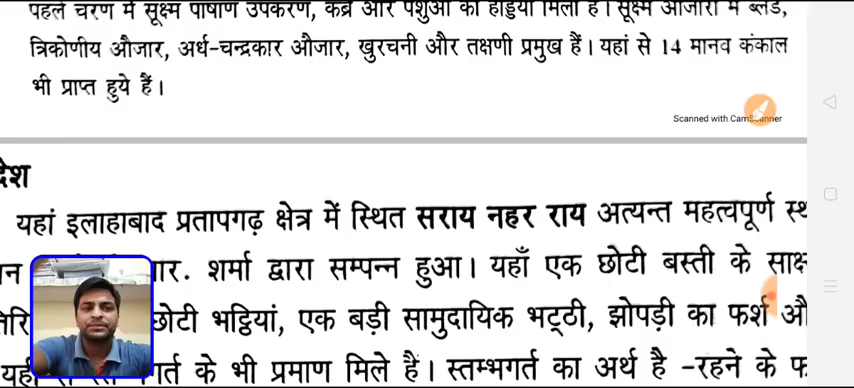 पहले चरण में सूक्ष्म पाषाण उपकरण, कब्र और पशुओं की हड्डियां मिली हैं। सूक्ष्म औजारों में ब्लेड,
त्रिकोणीय औजार, अर्ध-चन्द्रकार औजार, खुरचनी और तक्षणी प्रमुख हैं। यहां से 14 मानव कंकाल
भी प्राप्त हुये हैं।
Scanned with CamScanner
यहां इलाहाबाद प्रतापगढ़ क्षेत्र में स्थित सराय नहर राय अत्यन्त महत्वपूर्ण
शर्मा द्वारा सम्पन्न हुआ। यहाँ एक छोटी बस्ती के
छोटी भट्ठियां, एक बड़ी सामुदायिक भट्ठी, झोपड़ी का फर्श
के भी प्रमाण मिले हैं। स्तम्भगर्त का अर्थ है -रहने के